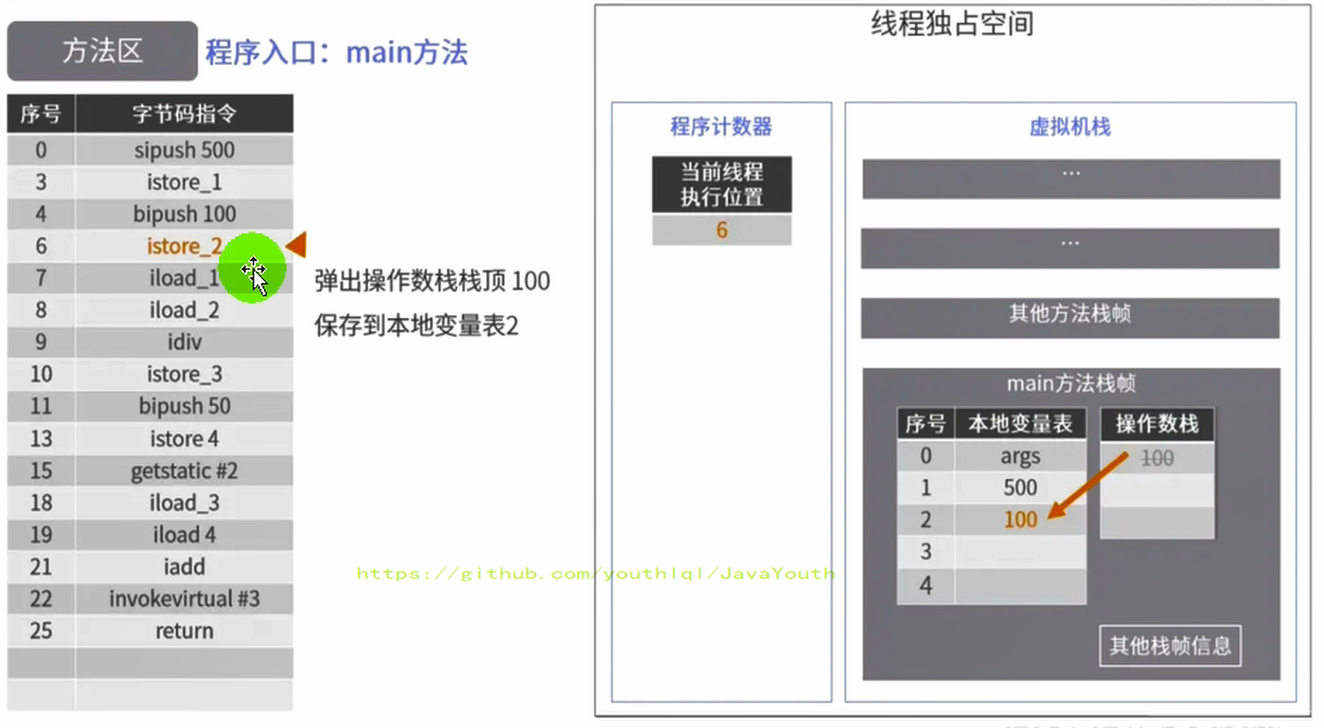 方法区 程序入口：main方法
序号 字节码指令
0 sipush 500
3 istore_1
4 bipush 100
6 istore_2
7 iload_1
8 iload_2
9 idiv
10 istore_3
11 bipush 50
13 istore 4
15 getstatic #2
18 iload_3
19 iload 4
21 iadd
22 invokevirtual #3
25 return
弹出操作数栈栈顶 100
保存到本地变量表2
线程独占空间
程序计数器
当前线程
执行位置
6
虚拟机栈
...
...
其他方法栈帧
main方法栈帧
序号 本地变量表 操作数栈
0 args 100
1 500
2 100
3
4
其他栈帧信息
https://github.com/youthlql/JavaYouth